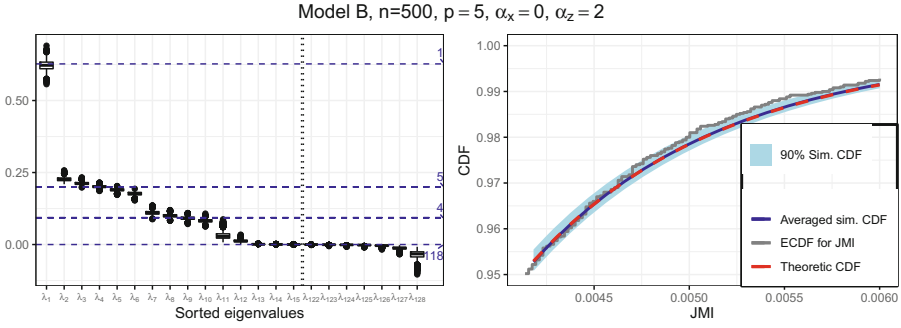 Model B, n=500, p = 5, αx = 0, αz = 2
0.50
0.25
0.00
1
5
4
118
λ1 λ2 λ3 λ4 λ5 λ6 λ7 λ8 λ9 λ10 λ11 λ12 λ13 λ14 λ15 λ122 λ123 λ124 λ125 λ126 λ127 λ128
Sorted eigenvalues
CDF
1.00
0.99
0.98
0.97
0.96
0.95
90% Sim. CDF
Averaged sim. CDF
ECDF for JMI
Theoretic CDF
0.0045 0.0050 0.0055 0.0060
JMI